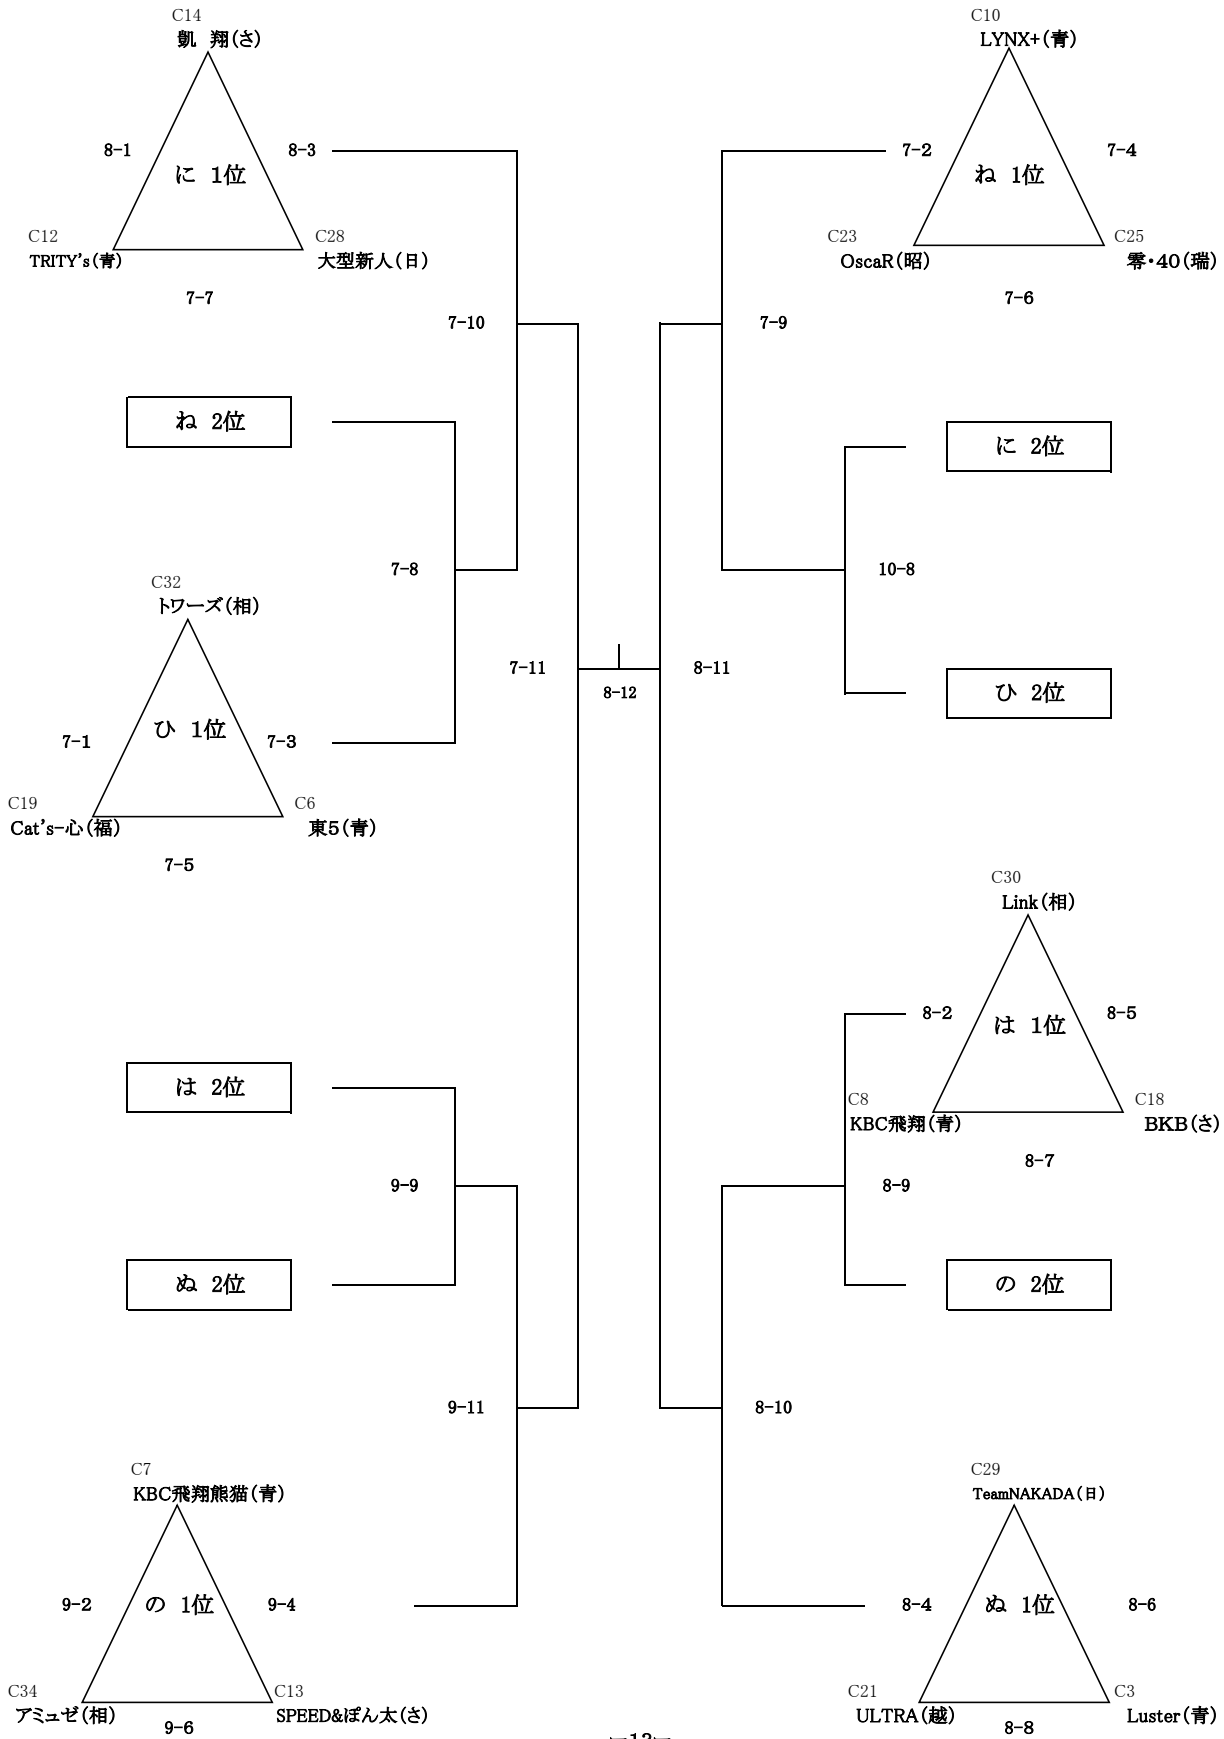 C14
凱　翔（さ）
8-1
8-3
に　1位
C12
TRITY's（青）
C28
大型新人（日）
7-7
7-10
ね　2位
7-8
C32
トワーズ（相）
7-1
ひ　1位
7-3
C19
Cat's-心（福）
C6
東5（青）
7-5
7-11
8-12
は　2位
9-9
ぬ　2位
9-11
C7
KBC飛翔熊猫（青）
9-2
の　1位
9-4
C34
アミュゼ（相）
C13
SPEED&ぽん太（さ）
9-6
C10
LYNX+（青）
7-2
7-4
ね　1位
C23
OscaR（昭）
C25
零・40（瑞）
7-6
7-9
に　2位
10-8
8-11
ひ　2位
C30
Link（相）
8-2
は　1位
8-5
C8
KBC飛翔（青）
C18
BKB（さ）
8-7
8-9
の　2位
8-10
C29
TeamNAKADA（日）
8-4
ぬ　1位
8-6
C21
ULTRA（越）
C3
Luster（青）
8-8